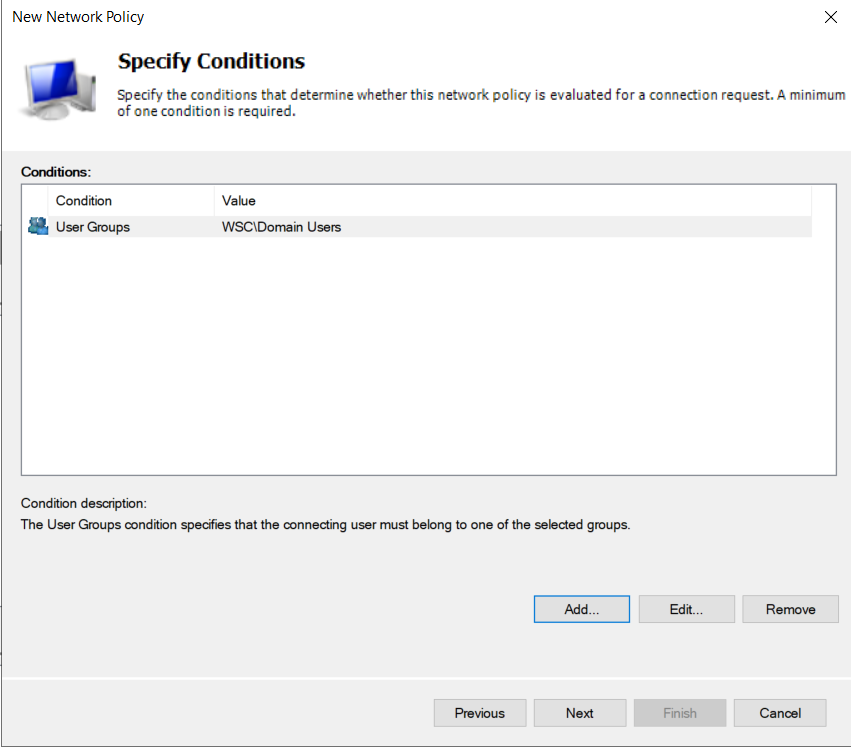 New Network Policy
Specify Conditions
Specify the conditions that determine whether this network policy is evaluated for a connection request. A minimum
of one condition is required.
Conditions:
Condition Value
User Groups WSC\Domain Users
Condition description:
The User Groups condition specifies that the connecting user must belong to one of the selected groups.
Add... Edit... Remove
Previous Next Finish Cancel